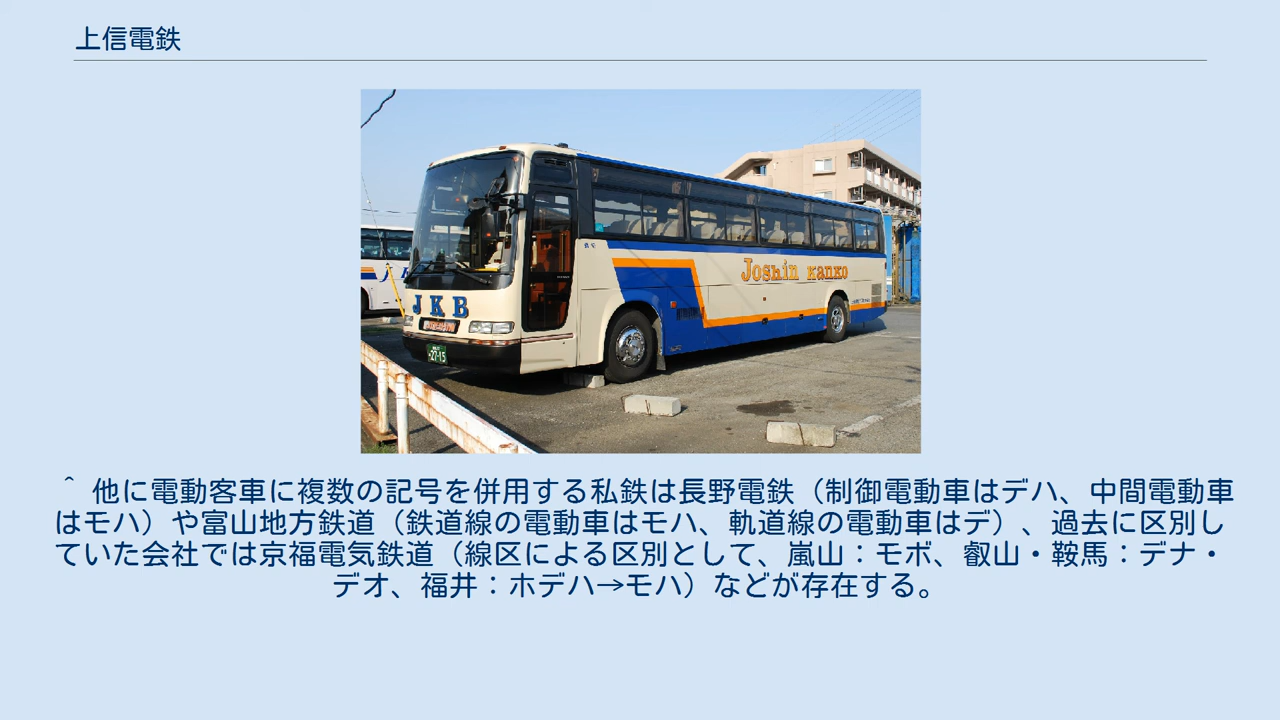 上信電鉄
JKB
27-15
Joshin kanko
^ 他に電動客車に複数の記号を併用する私鉄は長野電鉄（制御電動車はデハ、中間電動車
はモハ）や富山地方鉄道（鉄道線の電動車はモハ、軌道線の電動車はデ）、過去に区別し
ていた会社では京福電気鉄道（線区による区別として、嵐山：モボ、叡山・鞍馬：デナ・
デオ、福井：ホデハ→モハ）などが存在する。